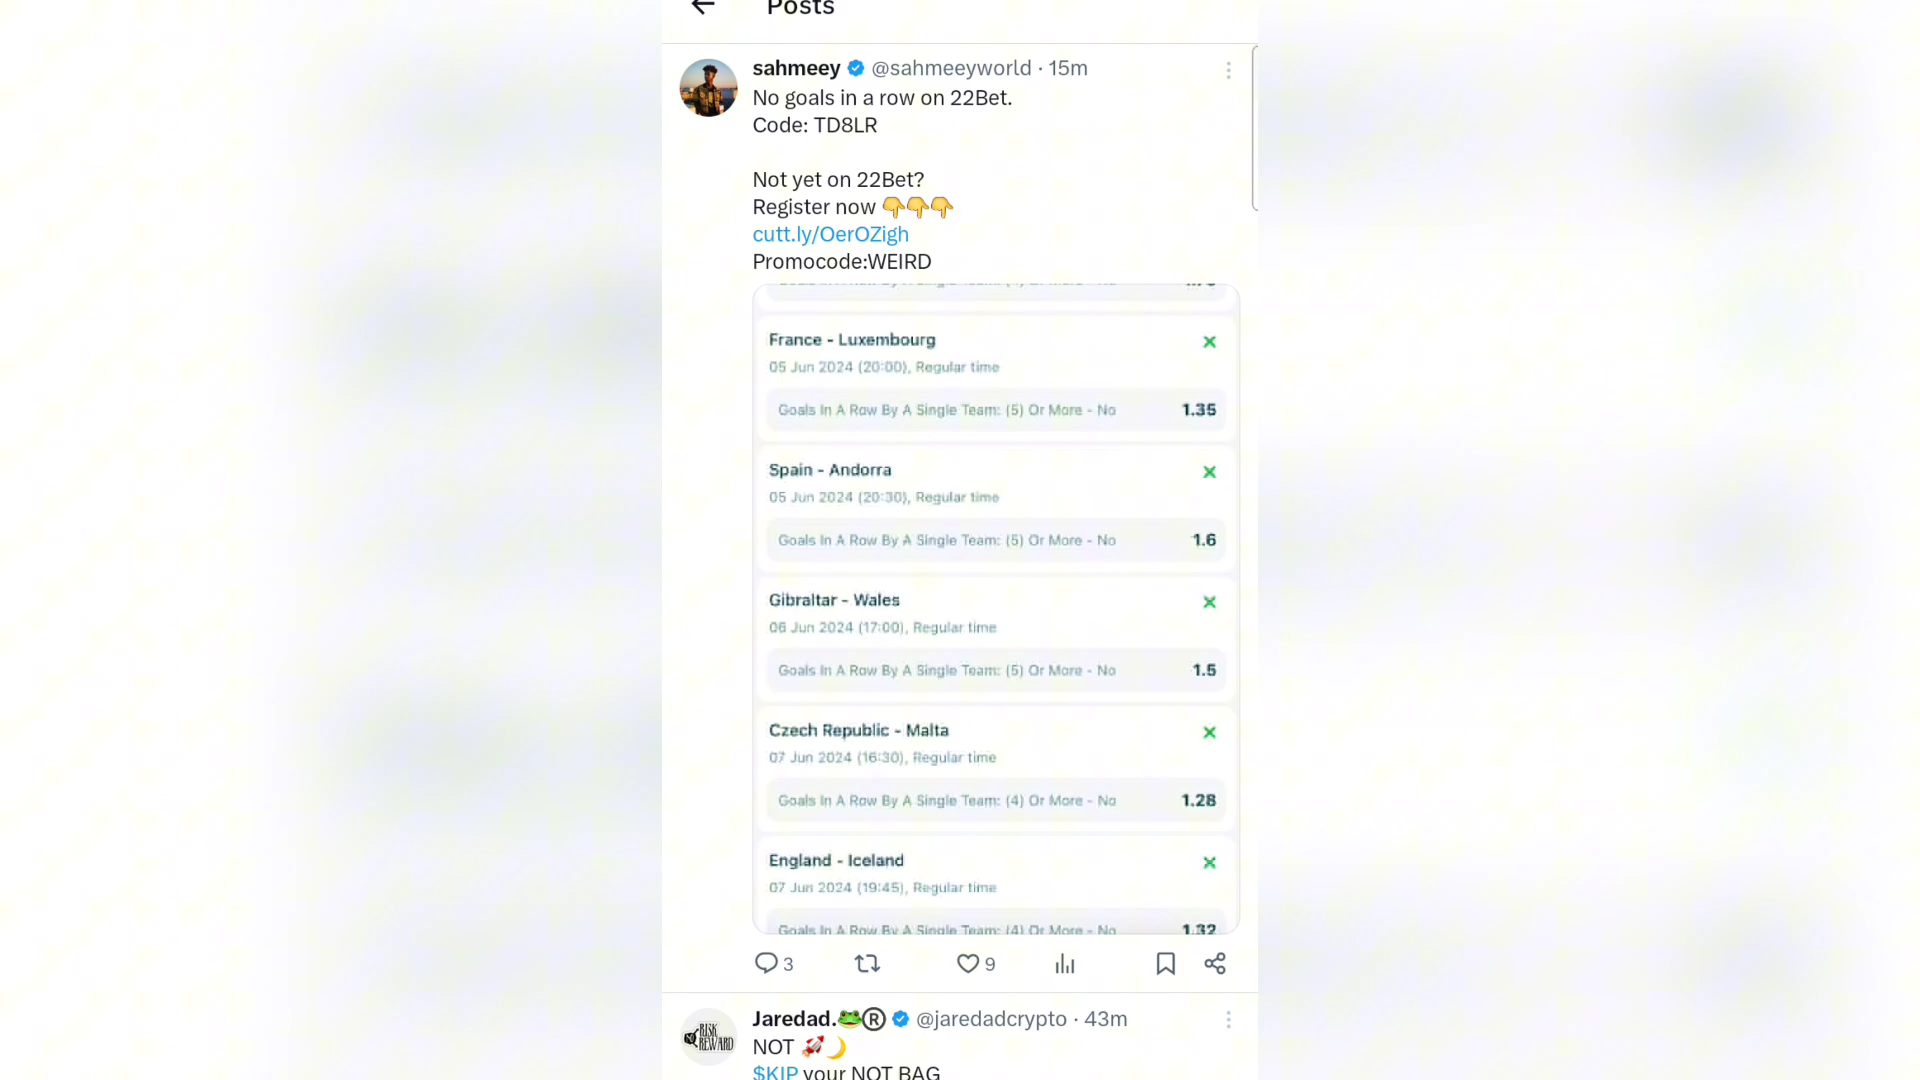 Posts
sahmeey @sahmeeyworld · 15m
No goals in a row on 22Bet.
Code: TD8LR
Not yet on 22Bet?
Register now 👇👇👇
cutt.ly/OerOZigh
Promocode:WEIRD
France - Luxembourg
05 Jun 2024 (20:00), Regular time
Goals In A Row By A Single Team: (5) Or More - No 1.35
Spain - Andorra
05 Jun 2024 (20:30), Regular time
Goals In A Row By A Single Team: (5) Or More - No 1.6
Gibraltar - Wales
06 Jun 2024 (17:00), Regular time
Goals In A Row By A Single Team: (5) Or More - No 1.5
Czech Republic - Malta
07 Jun 2024 (16:30), Regular time
Goals In A Row By A Single Team: (4) Or More - No 1.28
England - Iceland
07 Jun 2024 (19:45), Regular time
Goals In A Row By A Single Team: (4) Or More - No 1.32
3 9
RISK
REWARD
Jaredad.🐸® @jaredadcrypto · 43m
NOT 🚀🌙
$KIP your NOT BAG